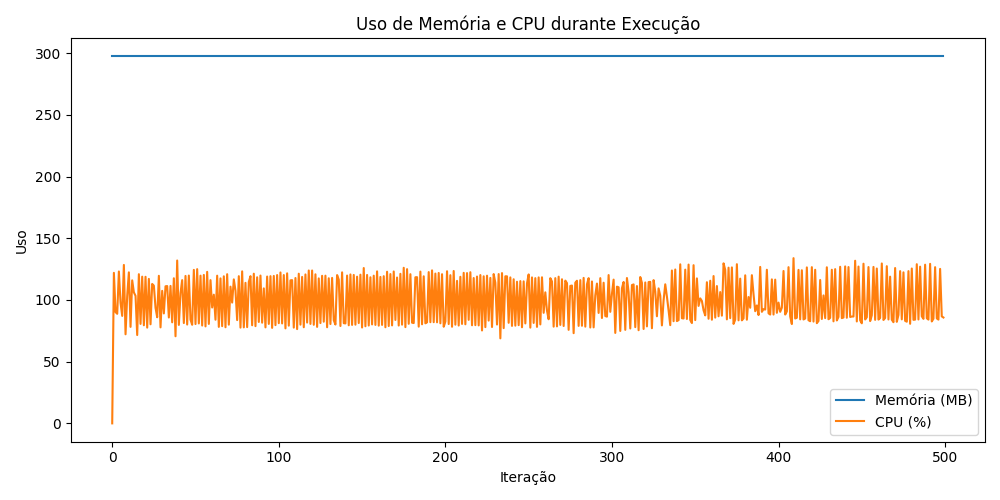 Uso de Memória e CPU durante Execução
300
250
200
150
100
50
0
Uso
Memória (MB)
CPU (%)
0 100 200 300 400 500
Iteração